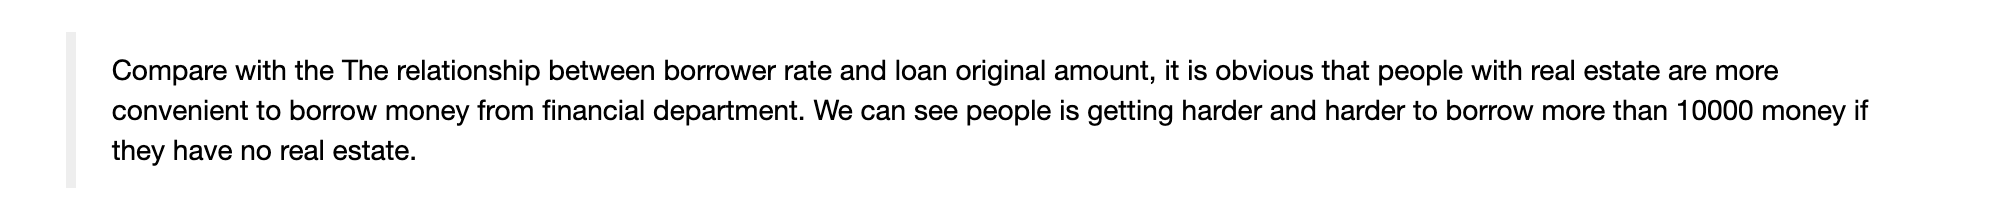 Compare with the The relationship between borrower rate and loan original amount, it is obvious that people with real estate are more
convenient to borrow money from financial department. We can see people is getting harder and harder to borrow more than 10000 money if
they have no real estate.